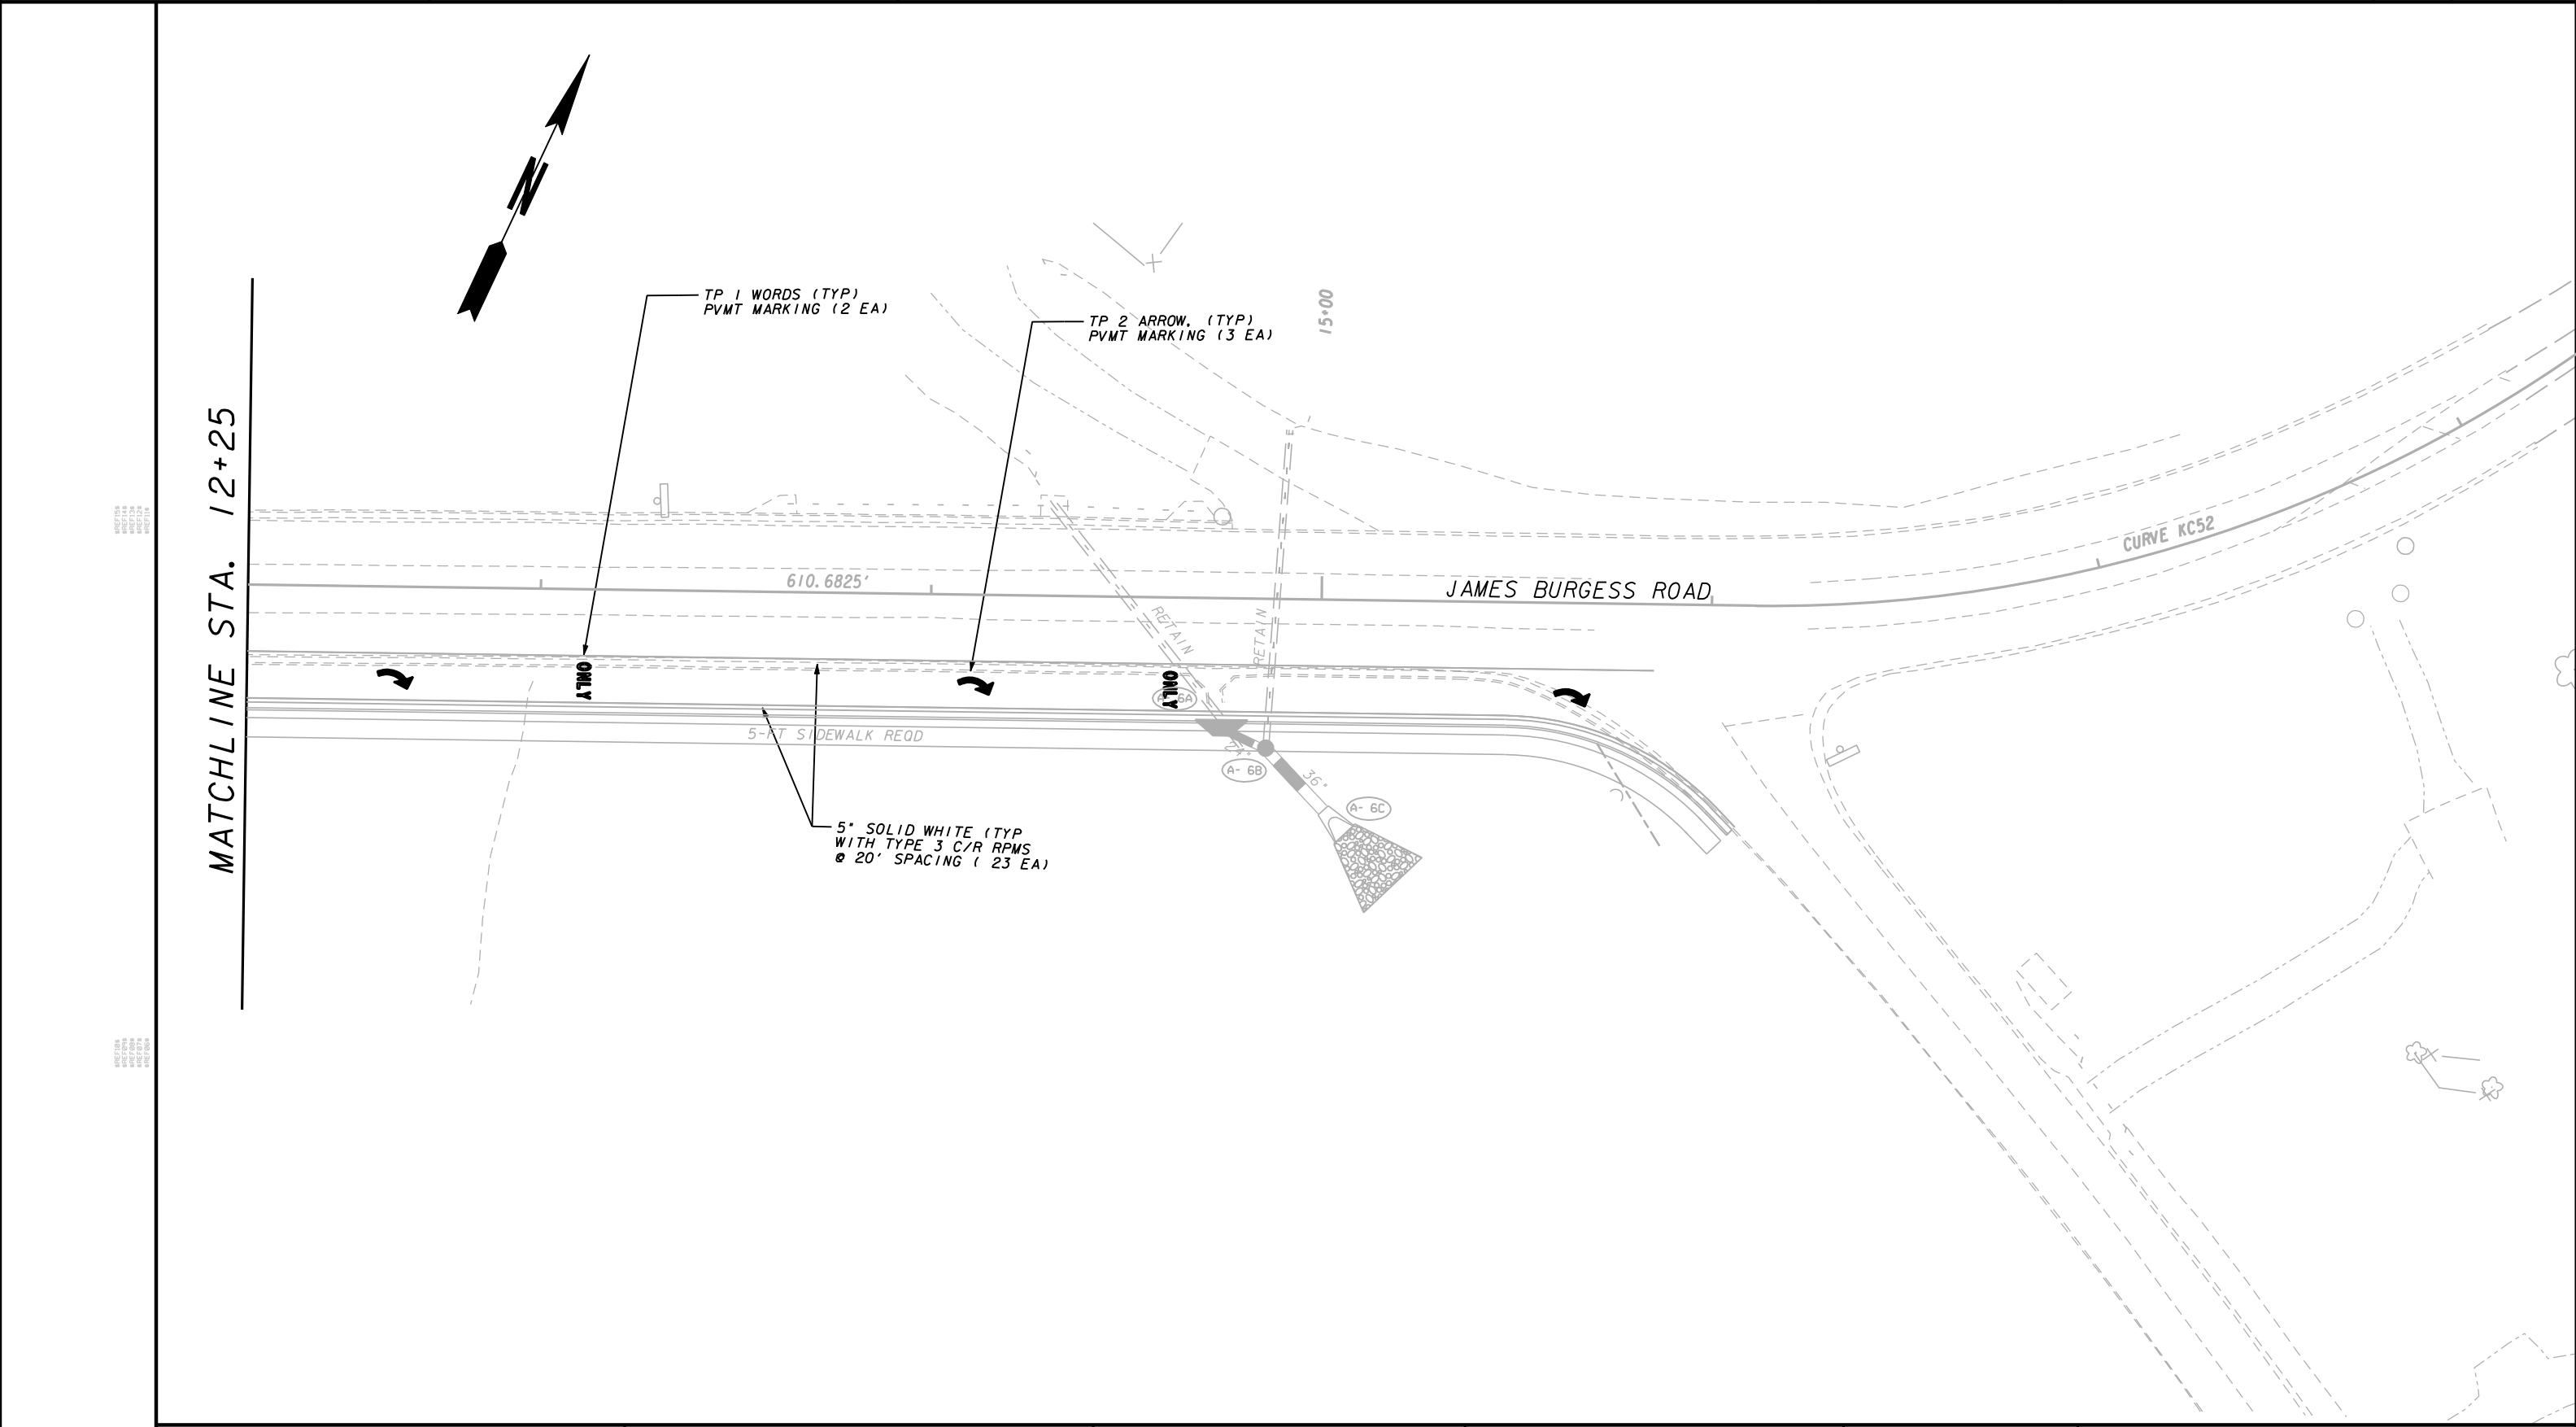 N
TP 1 WORDS (TYP)
PVMT MARKING (2 EA)
TP 2 ARROW, (TYP)
PVMT MARKING (3 EA)
15+00
MATCHLINE STA. 12+25
610.6825'
JAMES BURGESS ROAD
CURVE KC52
RETAIN
RETAIN
ONLY
ONLY
A- 6A
5-FT SIDEWALK REQD
24"
A- 6B
36"
A- 6C
5" SOLID WHITE (TYP
WITH TYPE 3 C/R RPMS
@ 20' SPACING ( 23 EA)